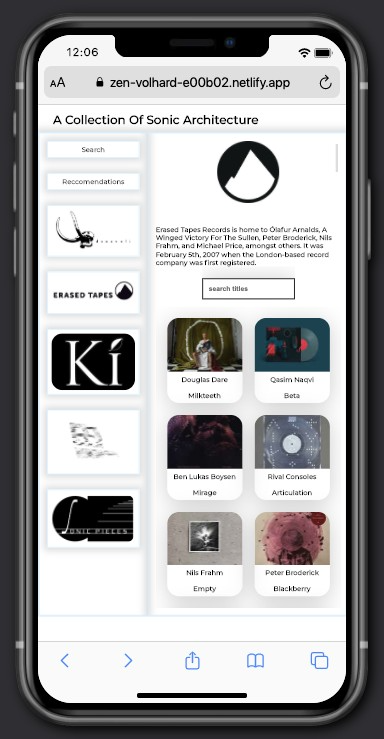 12:06
AA zen-volhard-e00b02.netlify.app
A Collection Of Sonic Architecture
Search
Reccomendations
ERASED TAPES
Kí
SONIC PIECES
Erased Tapes Records is home to Ólafur Arnalds, A
Winged Victory For The Sullen, Peter Broderick, Nils
Frahm, and Michael Price, amongst others. It was
February 5th, 2007 when the London-based record
company was first registered.
search titles
Douglas Dare
Milkteeth
Qasim Naqvi
Beta
Ben Lukas Boysen
Mirage
Rival Consoles
Articulation
Nils Frahm
Empty
Peter Broderick
Blackberry